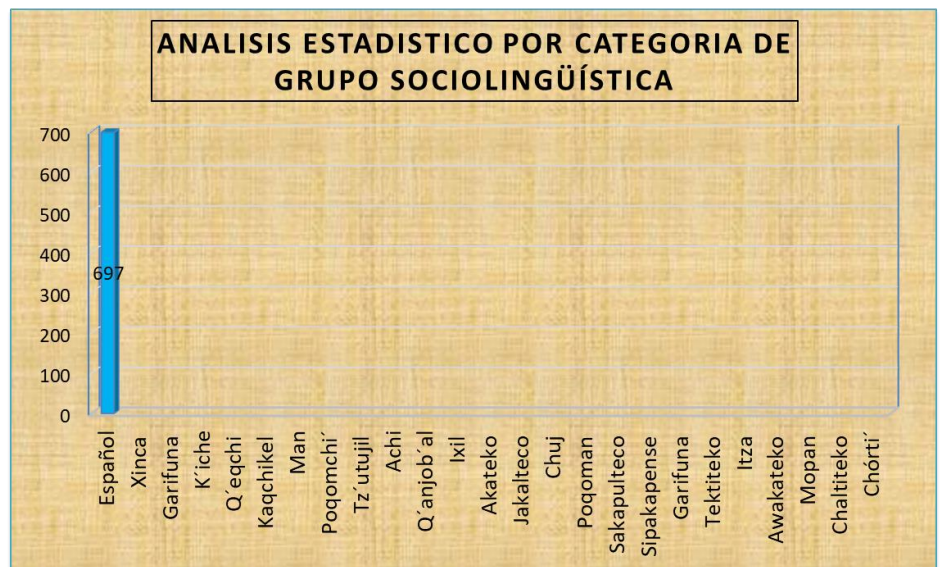 ANALISIS ESTADISTICO POR CATEGORIA DE
GRUPO SOCIOLINGÜÍSTICA
700
600
500
400
300
200
100
0
697
Español
Xinca
Garifuna
K´iche
Q´eqchi
Kaqchikel
Man
Poqomchi´
Tz´utujil
Achi
Q´anjob´al
Ixil
Akateko
Jakalteco
Chuj
Poqoman
Sakapulteco
Sipakapense
Garífuna
Tektiteko
Itza
Awakateko
Mopan
Chaltiteko
Chórti´